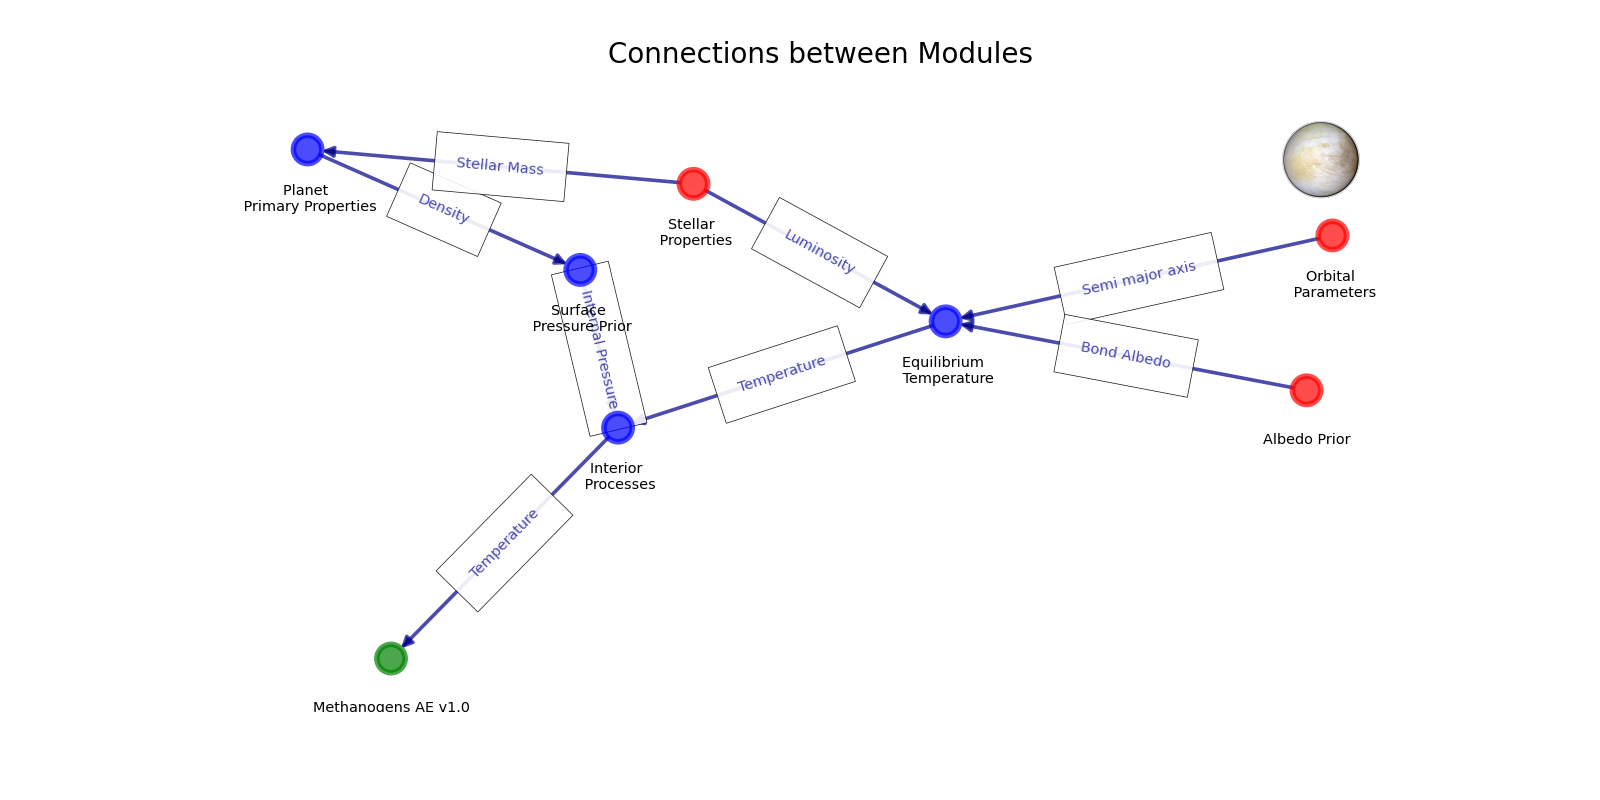 Connections between Modules
Stellar Mass
Planet
Primary Properties
Density
Stellar
Properties
Luminosity
Semi major axis
Orbital
Parameters
Surface
Pressure Prior
Internal Pressure
Equilibrium
Temperature
Bond Albedo
Temperature
Albedo Prior
Interior
Processes
Temperature
Methanogens AE v1.0